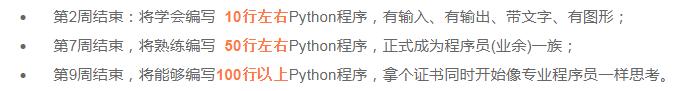 • 第2周结束：将学会编写 10行左右Python程序，有输入、有输出、带文字、有图形；
• 第7周结束，将熟练编写 50行左右Python程序，正式成为程序员(业余)一族；
• 第9周结束，将能够编写100行以上Python程序，拿个证书同时开始像专业程序员一样思考。